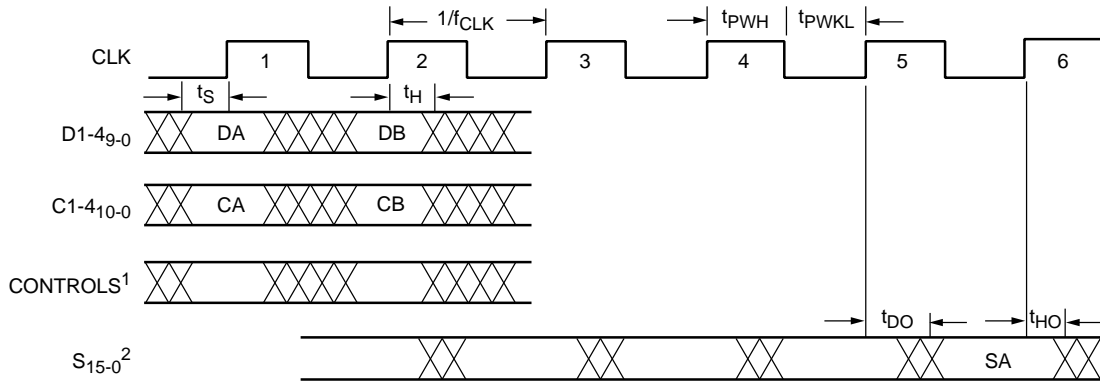 1/fCLK tPWH tPWKL
CLK 1 2 3 4 5 6
tS tH
D1-49-0 DA DB
C1-410-0 CA CB
CONTROLS1
tDO tHO
S15-02 SA